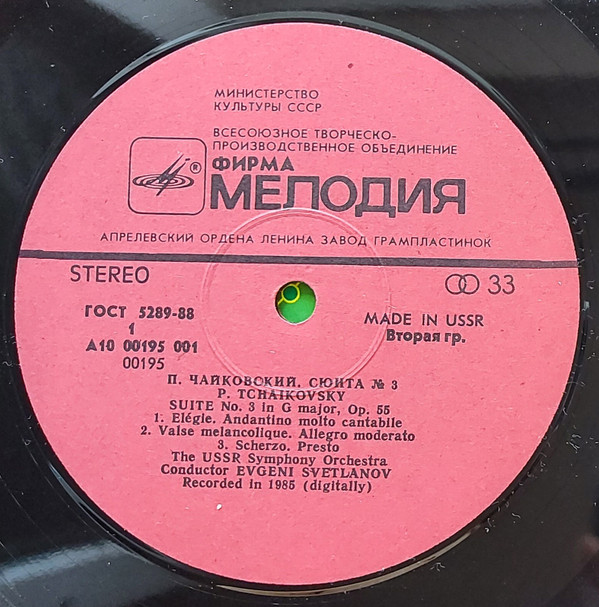 МИНИСТЕРСТВО
КУЛЬТУРЫ СССР
ВСЕСОЮЗНОЕ ТВОРЧЕСКО-
ПРОИЗВОДСТВЕННОЕ ОБЪЕДИНЕНИЕ
ФИРМА
®
МЕЛОДИЯ
АПРЕЛЕВСКИЙ ОРДЕНА ЛЕНИНА ЗАВОД ГРАМПЛАСТИНОК
STEREO
33
ГОСТ 5289-88
1
А10 00195 001
00195
MADE IN USSR
Вторая гр.
П. ЧАЙКОВСКИЙ. СЮИТА № 3
P. TCHAIKOVSKY
SUITE No. 3 in G major, Op. 55
1. Elégie. Andantino molto cantabile
2. Valse melancolique. Allegro moderato
3. Scherzo. Presto
The USSR Symphony Orchestra
Conductor EVGENI SVETLANOV
Recorded in 1985 (digitally)